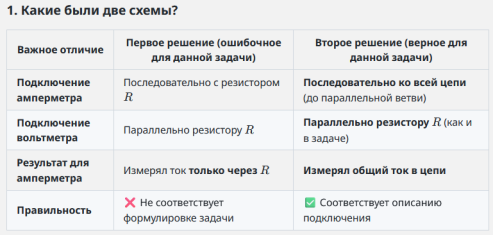 1. Какие были две схемы?
Важное отличие
Первое решение (ошибочное
для данной задачи)
Второе решение (верное для
данной задачи)
Подключение
амперметра
Последовательно с резистором
R
Последовательно ко всей цепи
(до параллельной ветви)
Подключение
вольтметра
Параллельно резистору R
Параллельно резистору R (как и
в задаче)
Результат для
амперметра
Измерял ток только через R
Измерял общий ток в цепи
Правильность
❌ Не соответствует
формулировке задачи
✅ Соответствует описанию
подключения